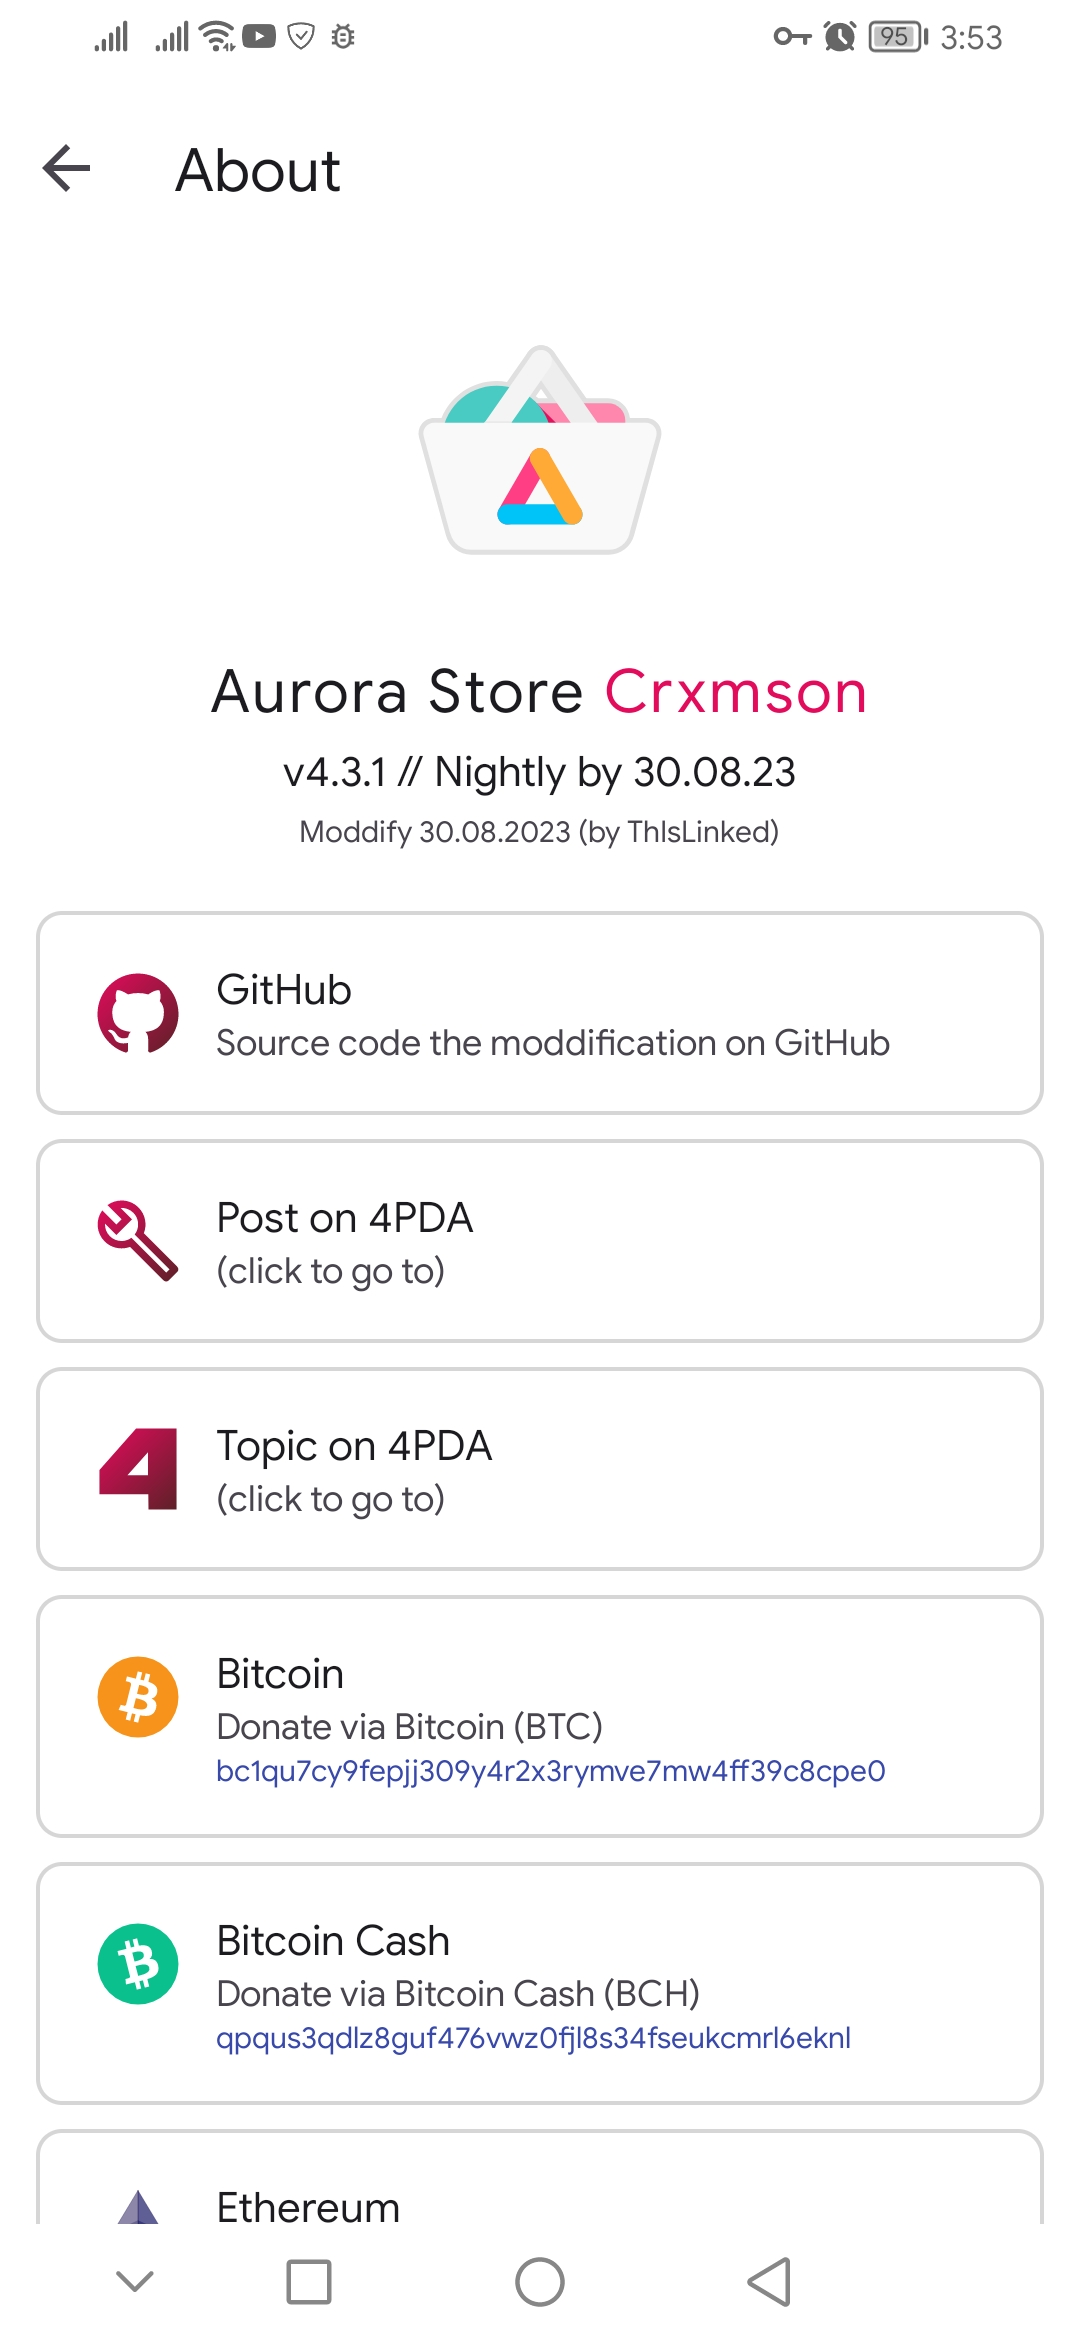 95 3:53
About
Aurora Store Crxmson
v4.3.1 // Nightly by 30.08.23
Moddify 30.08.2023 (by ThIsLinked)
GitHub
Source code the moddification on GitHub
Post on 4PDA
(click to go to)
Topic on 4PDA
(click to go to)
Bitcoin
Donate via Bitcoin (BTC)
bc1qu7cy9fepjj309y4r2x3rymve7mw4ff39c8cpe0
Bitcoin Cash
Donate via Bitcoin Cash (BCH)
qpqus3qdlz8guf476vwz0fjl8s34fseukcmrl6eknl
Ethereum